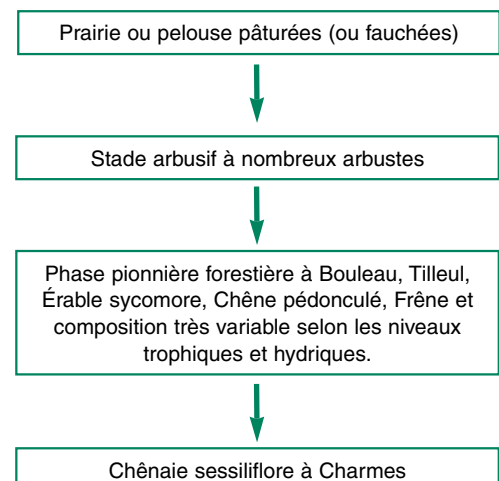 Prairie ou pelouse pâturées (ou fauchées)
Stade arbusif à nombreux arbustes
Phase pionnière forestière à Bouleau, Tilleul,
Érable sycomore, Chêne pédonculé, Frêne et
composition très variable selon les niveaux
trophiques et hydriques.
Chênaie sessiliflore à Charmes